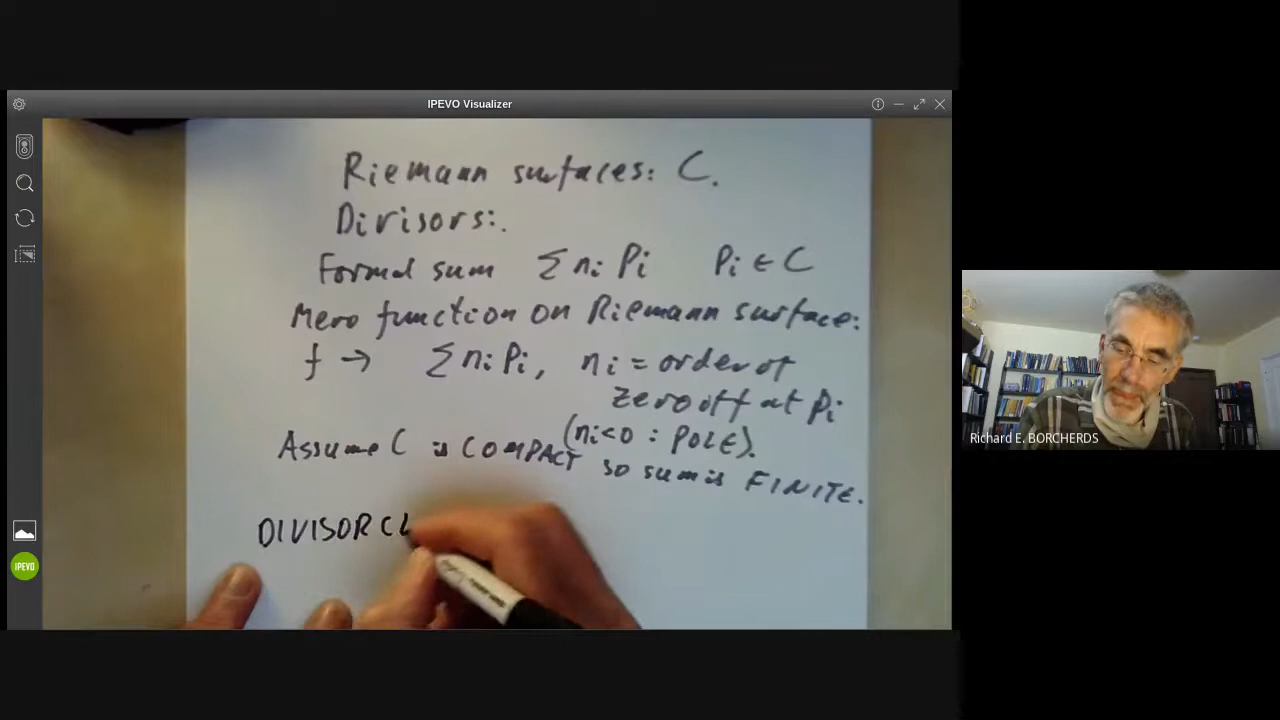 IPEVO Visualizer
Riemann surfaces: C.
Divisors:.
Formal sum Σ ni Pi Pi ∈ C
Mero function on Riemann surface:
f → Σ ni Pi, ni = order of
zero of f at Pi
(ni<0 : POLE).
Assume C is COMPACT so sum is FINITE.
DIVISOR CL
Richard E. BORCHERDS
IPEVO